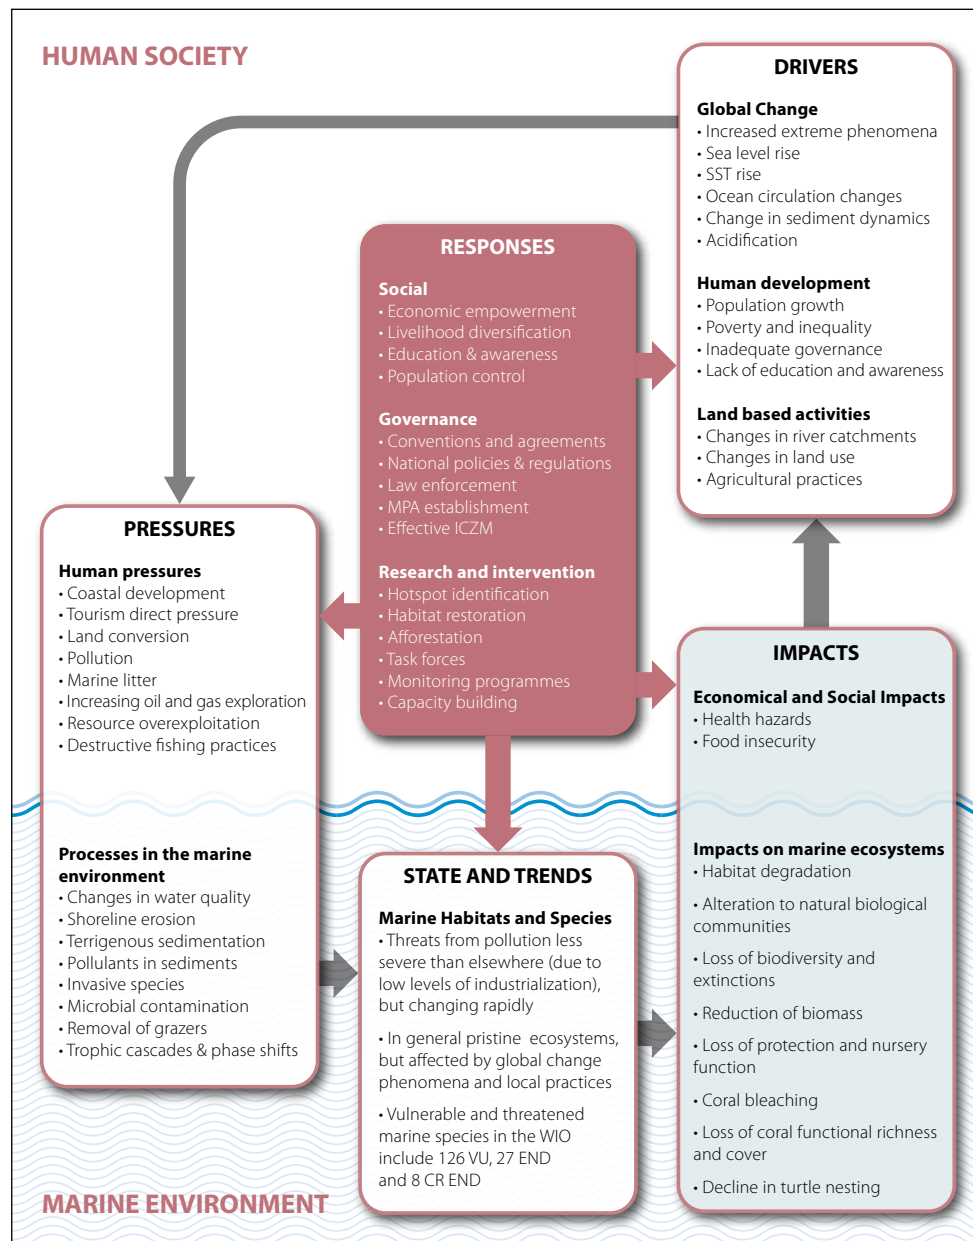 HUMAN SOCIETY
DRIVERS
Global Change
• Increased extreme phenomena
• Sea level rise
• SST rise
• Ocean circulation changes
• Change in sediment dynamics
• Acidification
Human development
• Population growth
• Poverty and inequality
• Inadequate governance
• Lack of education and awareness
Land based activities
• Changes in river catchments
• Changes in land use
• Agricultural practices
RESPONSES
Social
• Economic empowerment
• Livelihood diversification
• Education & awareness
• Population control
Governance
• Conventions and agreements
• National policies & regulations
• Law enforcement
• MPA establishment
• Effective ICZM
Research and intervention
• Hotspot identification
• Habitat restoration
• Afforestation
• Task forces
• Monitoring programmes
• Capacity building
PRESSURES
Human pressures
• Coastal development
• Tourism direct pressure
• Land conversion
• Pollution
• Marine litter
• Increasing oil and gas exploration
• Resource overexploitation
• Destructive fishing practices
Processes in the marine
environment
• Changes in water quality
• Shoreline erosion
• Terrigenous sedimentation
• Pollutants in sediments
• Invasive species
• Microbial contamination
• Removal of grazers
• Trophic cascades & phase shifts
STATE AND TRENDS
Marine Habitats and Species
• Threats from pollution less
severe than elsewhere (due to
low levels of industrialization),
but changing rapidly
• In general pristine ecosystems,
but affected by global change
phenomena and local practices
• Vulnerable and threatened
marine species in the WIO
include 126 VU, 27 END
and 8 CR END
IMPACTS
Economical and Social Impacts
• Health hazards
• Food insecurity
Impacts on marine ecosystems
• Habitat degradation
• Alteration to natural biological
communities
• Loss of biodiversity and
extinctions
• Reduction of biomass
• Loss of protection and nursery
function
• Coral bleaching
• Loss of coral functional richness
and cover
• Decline in turtle nesting
MARINE ENVIRONMENT